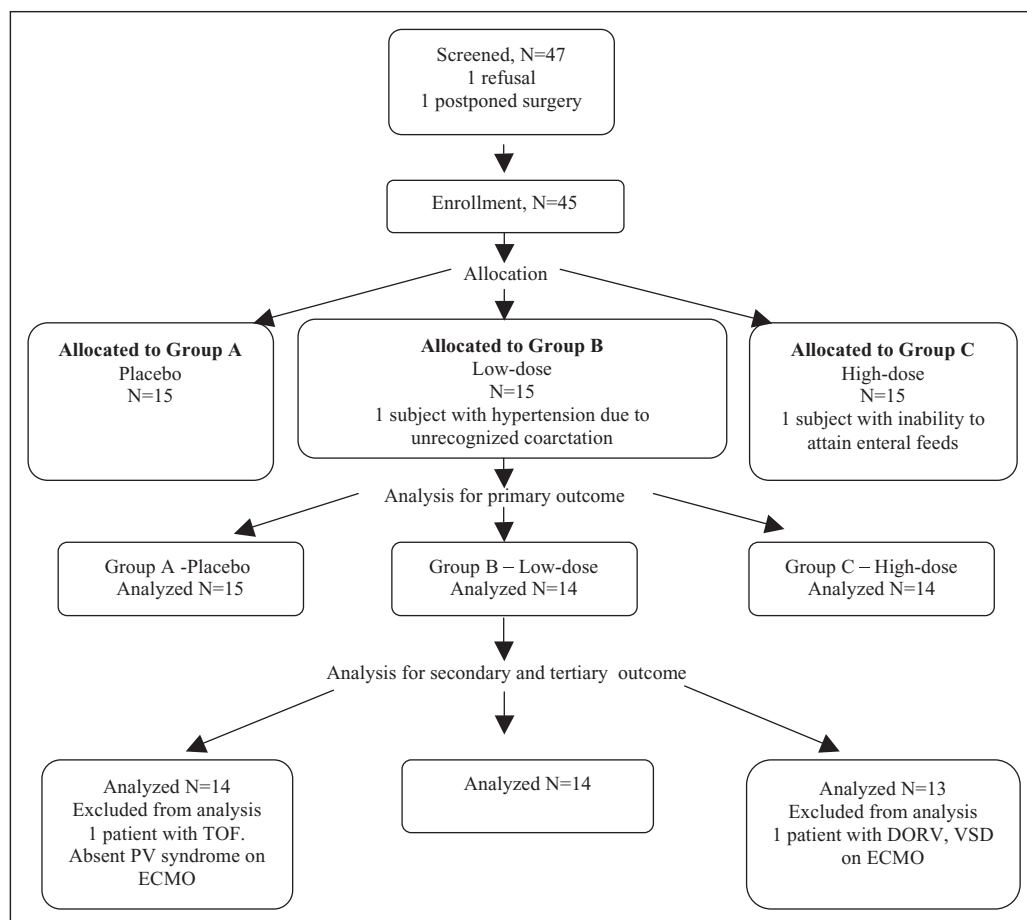 Screened, N=47
1 refusal
1 postponed surgery
Enrollment, N=45
Allocation
Allocated to Group A
Placebo
N=15
Allocated to Group B
Low-dose
N=15
1 subject with hypertension due to
unrecognized coarctation
Allocated to Group C
High-dose
N=15
1 subject with inability to
attain enteral feeds
Analysis for primary outcome
Group A -Placebo
Analyzed N=15
Group B – Low-dose
Analyzed N=14
Group C – High-dose
Analyzed N=14
Analysis for secondary and tertiary outcome
Analyzed N=14
Excluded from analysis
1 patient with TOF.
Absent PV syndrome on
ECMO
Analyzed N=14
Analyzed N=13
Excluded from analysis
1 patient with DORV, VSD
on ECMO